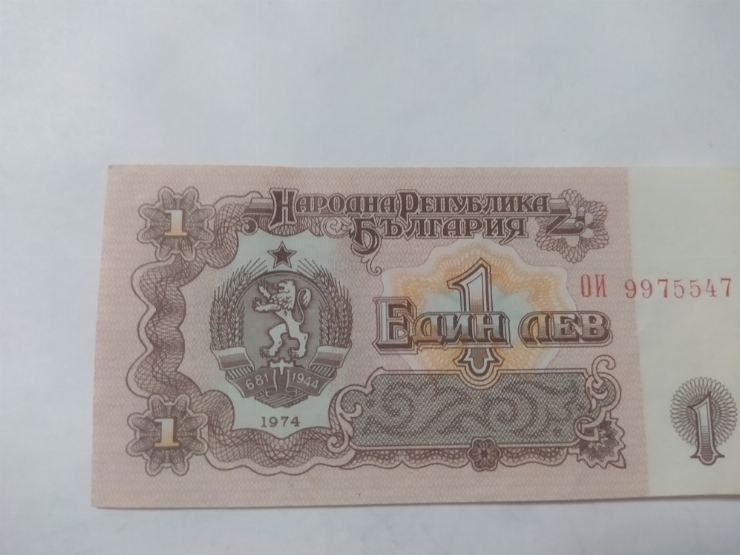 1
Народна Република
България
ОИ 9975547
1
Един лев
681 1944
1974
1
1